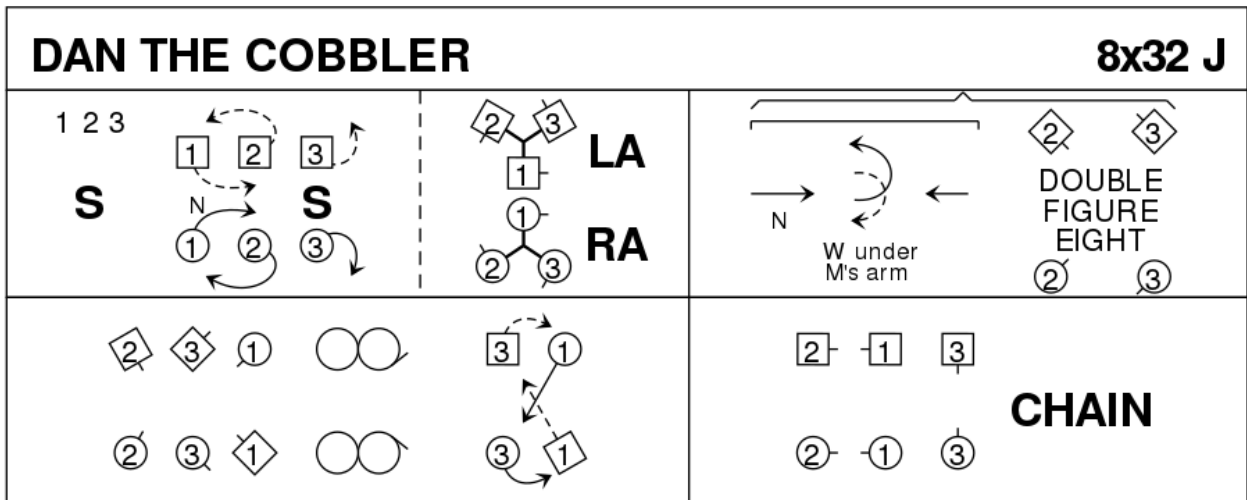 DAN THE COBBLER
8x32 J
1 2 3
1 2 3
S
N
S
1 2 3
2 3
1
LA
1
RA
2 3
N
W under
M's arm
2 3
DOUBLE
FIGURE
EIGHT
2 3
2 3 1
3 1
2 3 1
3 1
2 1 3
CHAIN
2 1 3